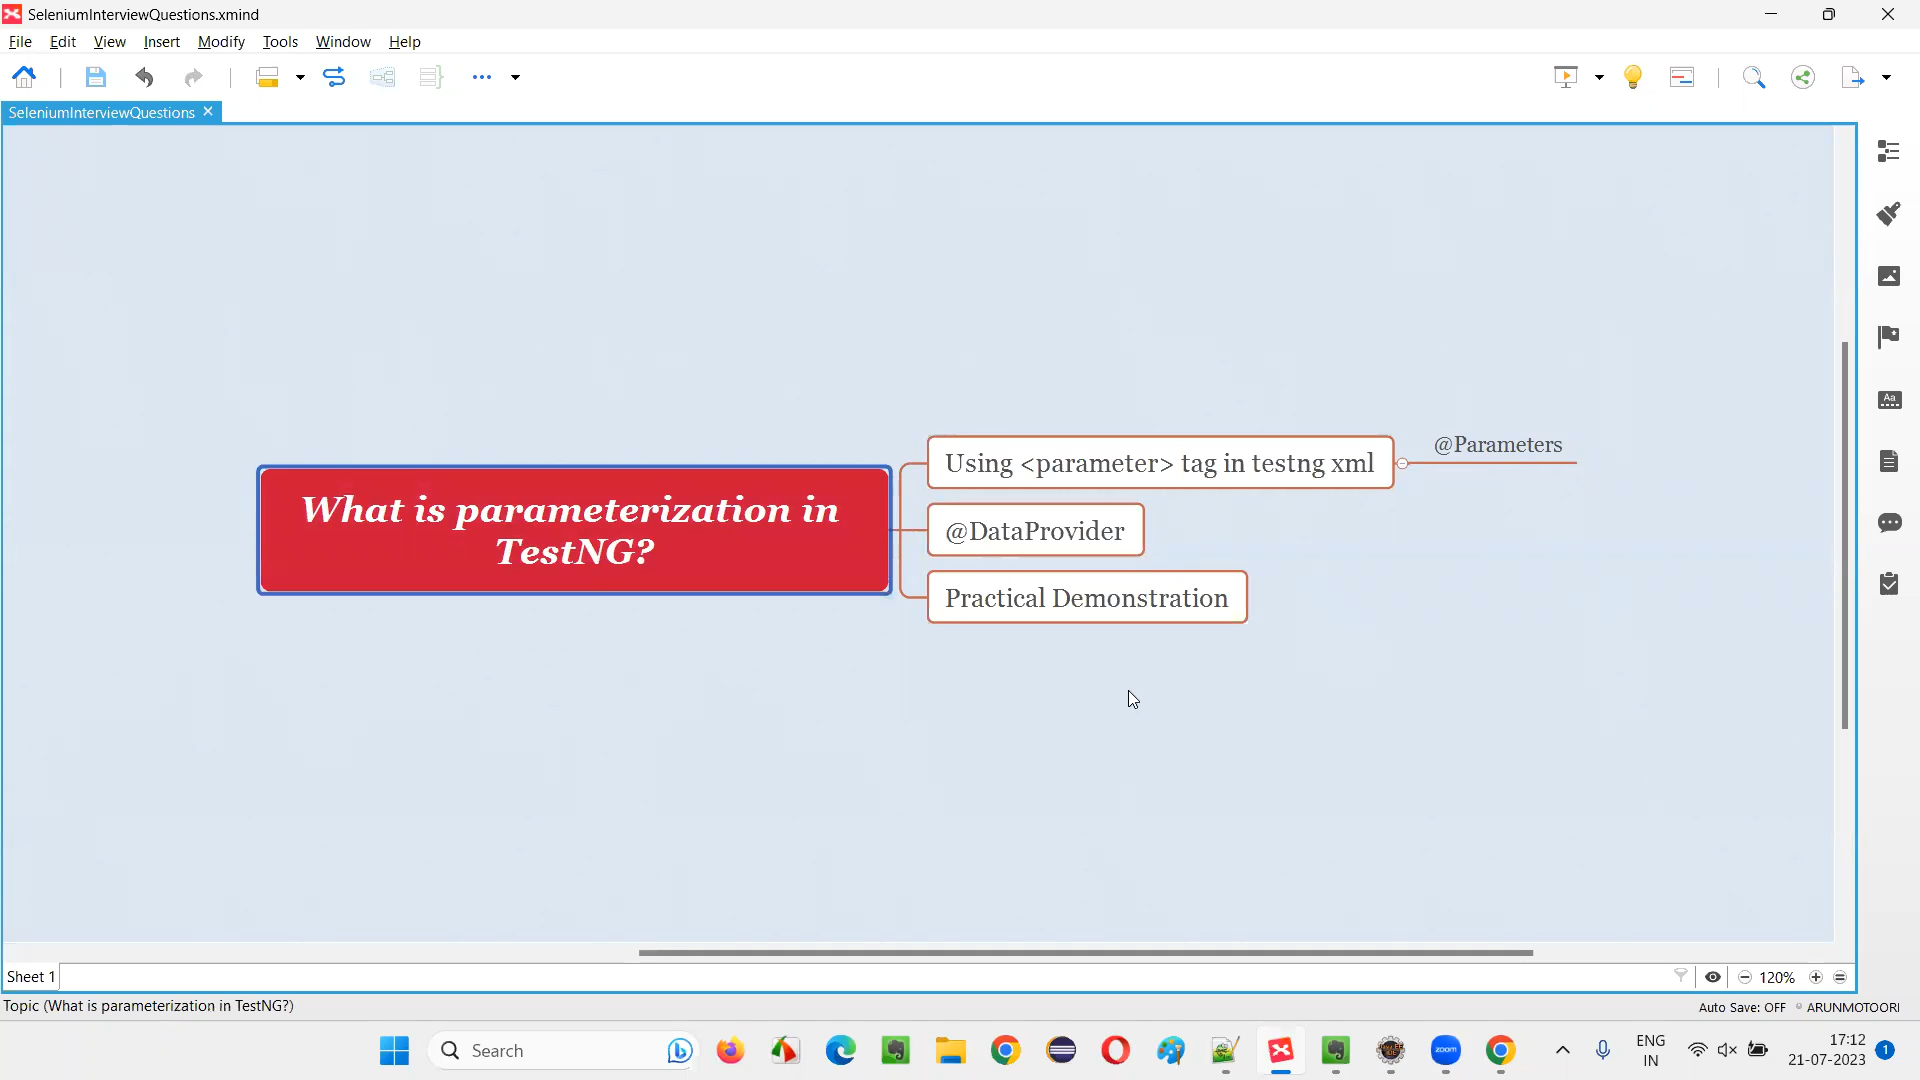 SeleniumInterviewQuestions.xmind
File Edit View Insert Modify Tools Window Help
SeleniumInterviewQuestions
What is parameterization in
TestNG?
Using <parameter> tag in testng xml
@Parameters
@DataProvider
Practical Demonstration
Aa
Sheet 1
120%
Topic (What is parameterization in TestNG?)
Auto Save: OFF
ARUNMOTOORI
Search
zoom
ENG
IN
17:12
21-07-2023
1